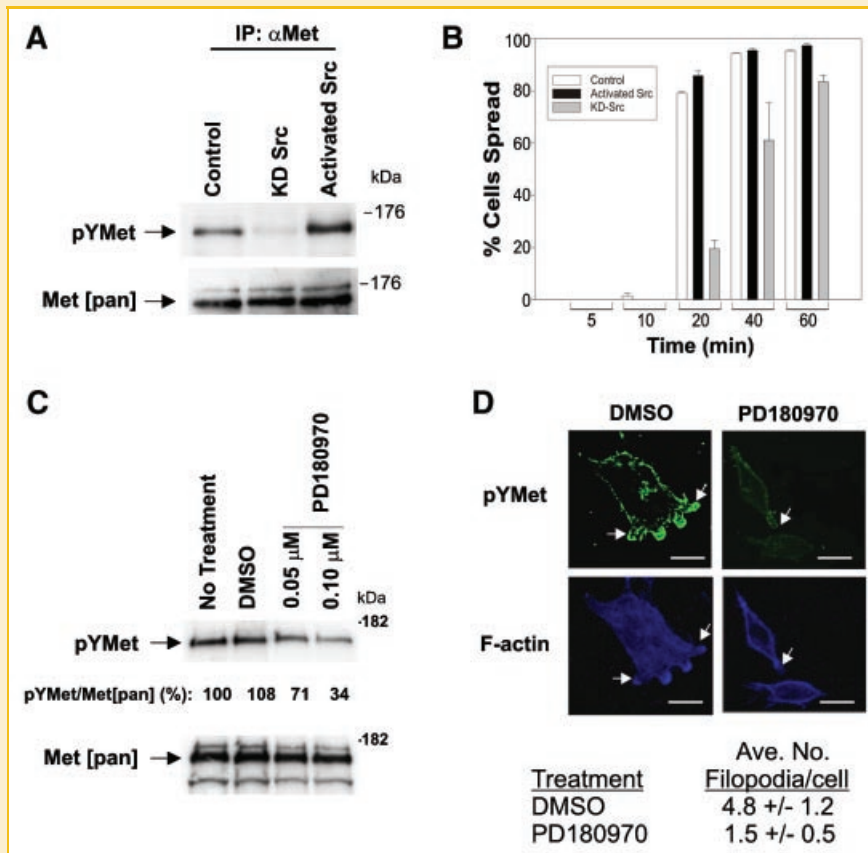 A
IP: αMet
Control
KD Src
Activated Src
kDa
pYMet
–176
Met [pan]
–176
B
% Cells Spread
100
80
60
40
20
0
Control
Activated Src
KD-Src
5 10 20 40 60
Time (min)
C
No Treatment
DMSO
PD180970
0.05 μM
0.10 μM
kDa
pYMet
-182
pYMet/Met[pan] (%): 100 108 71 34
Met [pan]
-182
D
DMSO PD180970
pYMet
F-actin
Ave. No.
Treatment Filopodia/cell
DMSO 4.8 +/- 1.2
PD180970 1.5 +/- 0.5